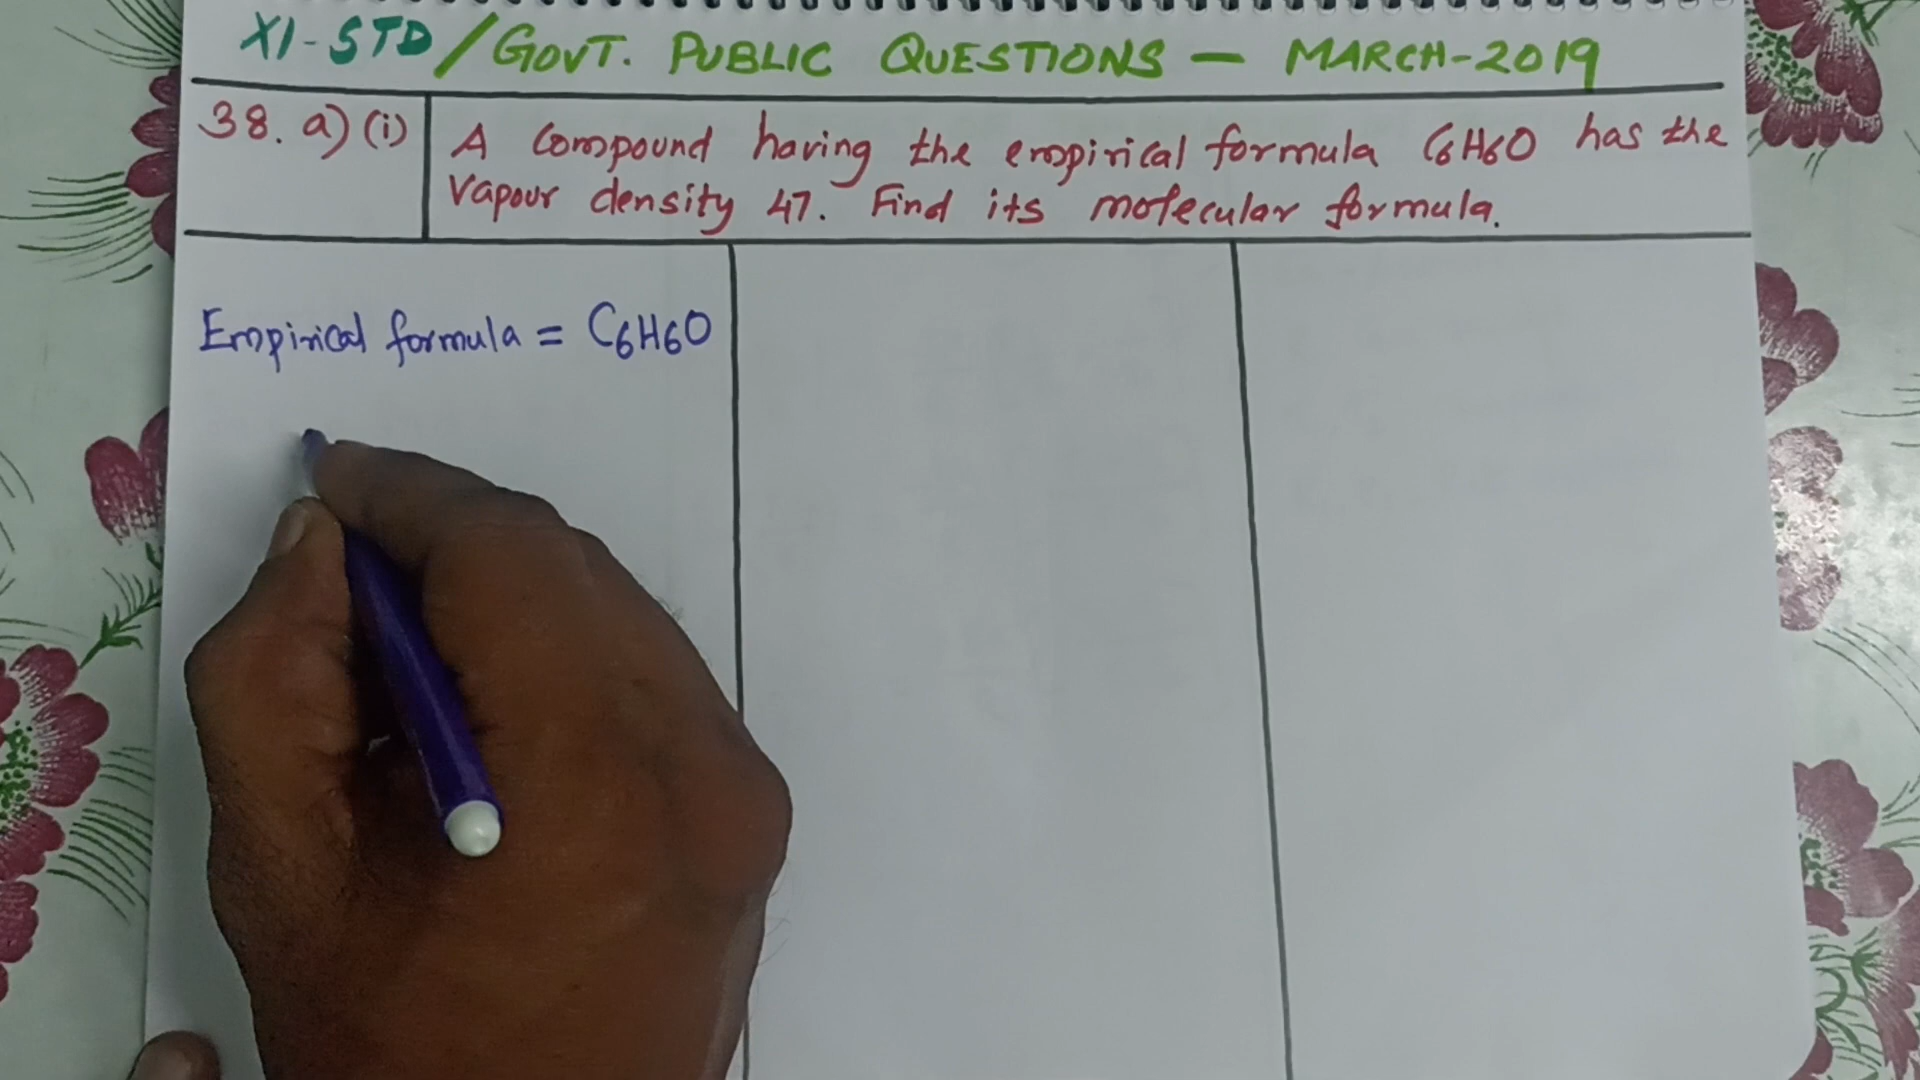 XI-STD/GOVT. PUBLIC QUESTIONS - MARCH-2019
38. a) (i) A Compound having the empirical formula C6H6O has the
Vapour density 47. Find its molecular formula.
Empirical formula = C6H6O